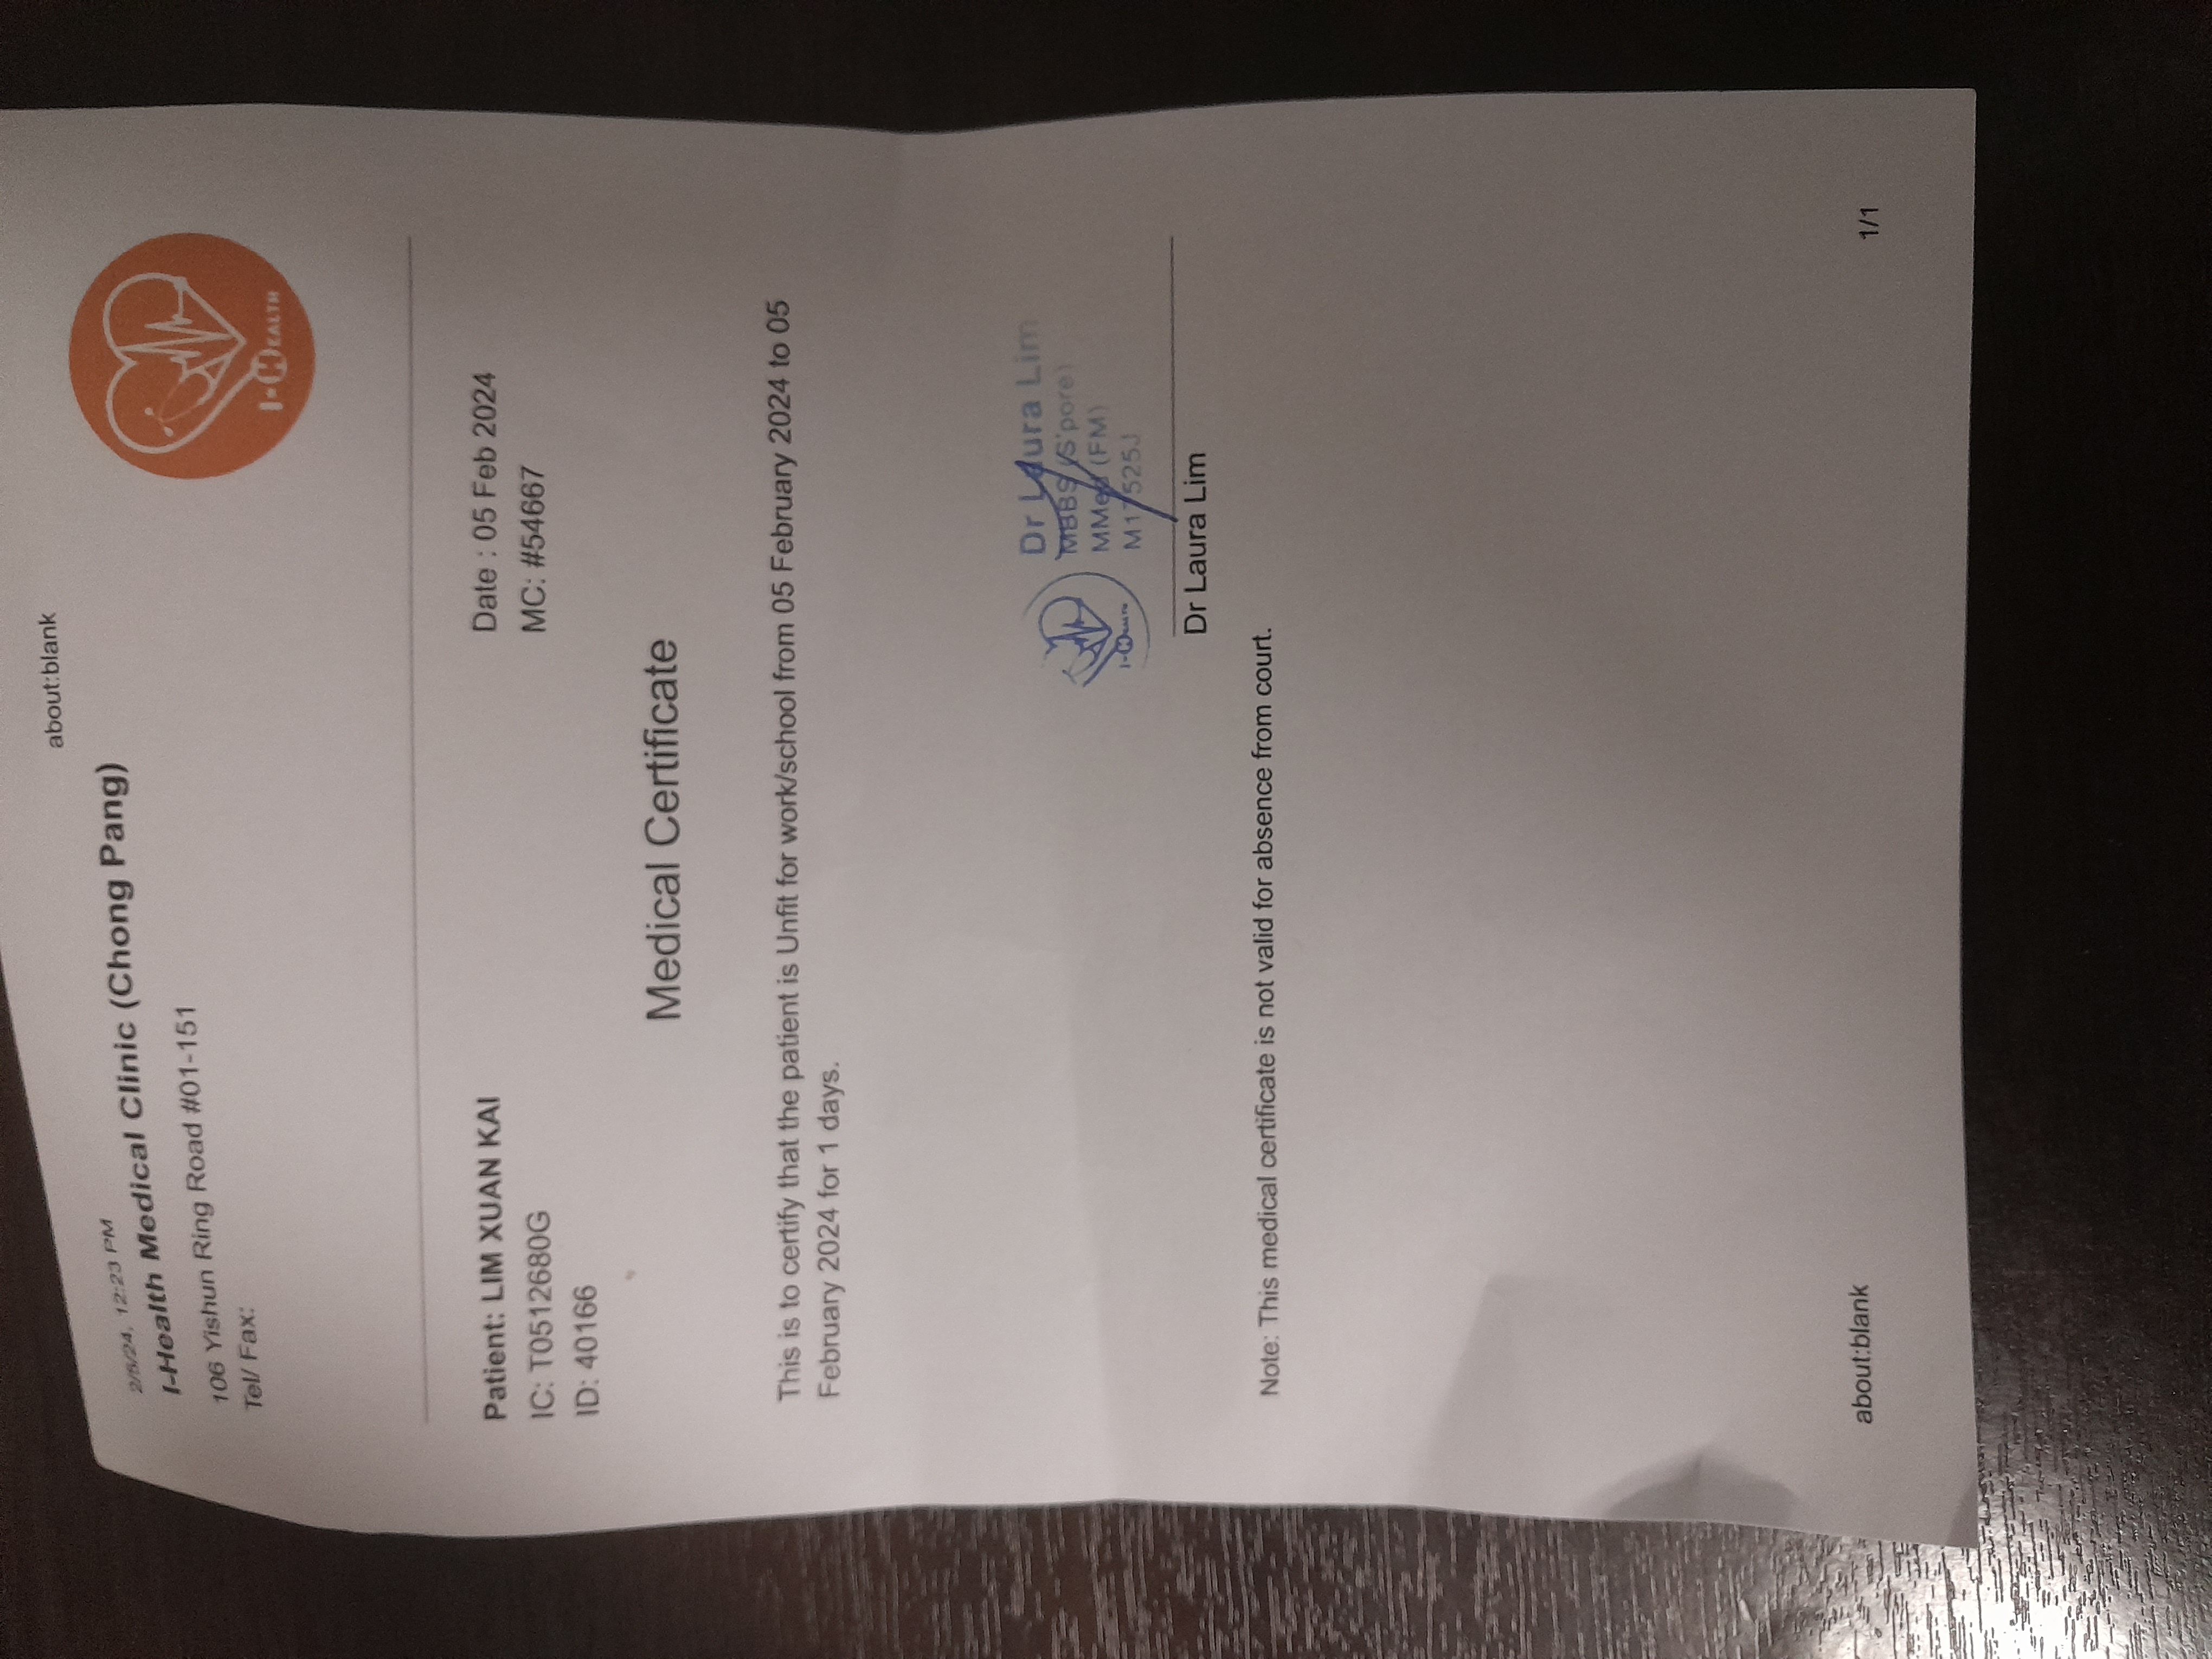 about:blank
2/5/24, 12:23 PM
I-Health Medical Clinic (Chong Pang)
106 Yishun Ring Road #01-151
Tel/ Fax:
I-HEALTH
Patient: LIM XUAN KAI
Date : 05 Feb 2024
IC: T0512680G
MC: #54667
ID: 40166
Medical Certificate
This is to certify that the patient is Unfit for work/school from 05 February 2024 to 05
February 2024 for 1 days.
Dr Laura Lim
MBBS (S'pore)
MMed (FM)
M17525J
I-HEALTH
Dr Laura Lim
Note: This medical certificate is not valid for absence from court.
about:blank
1/1